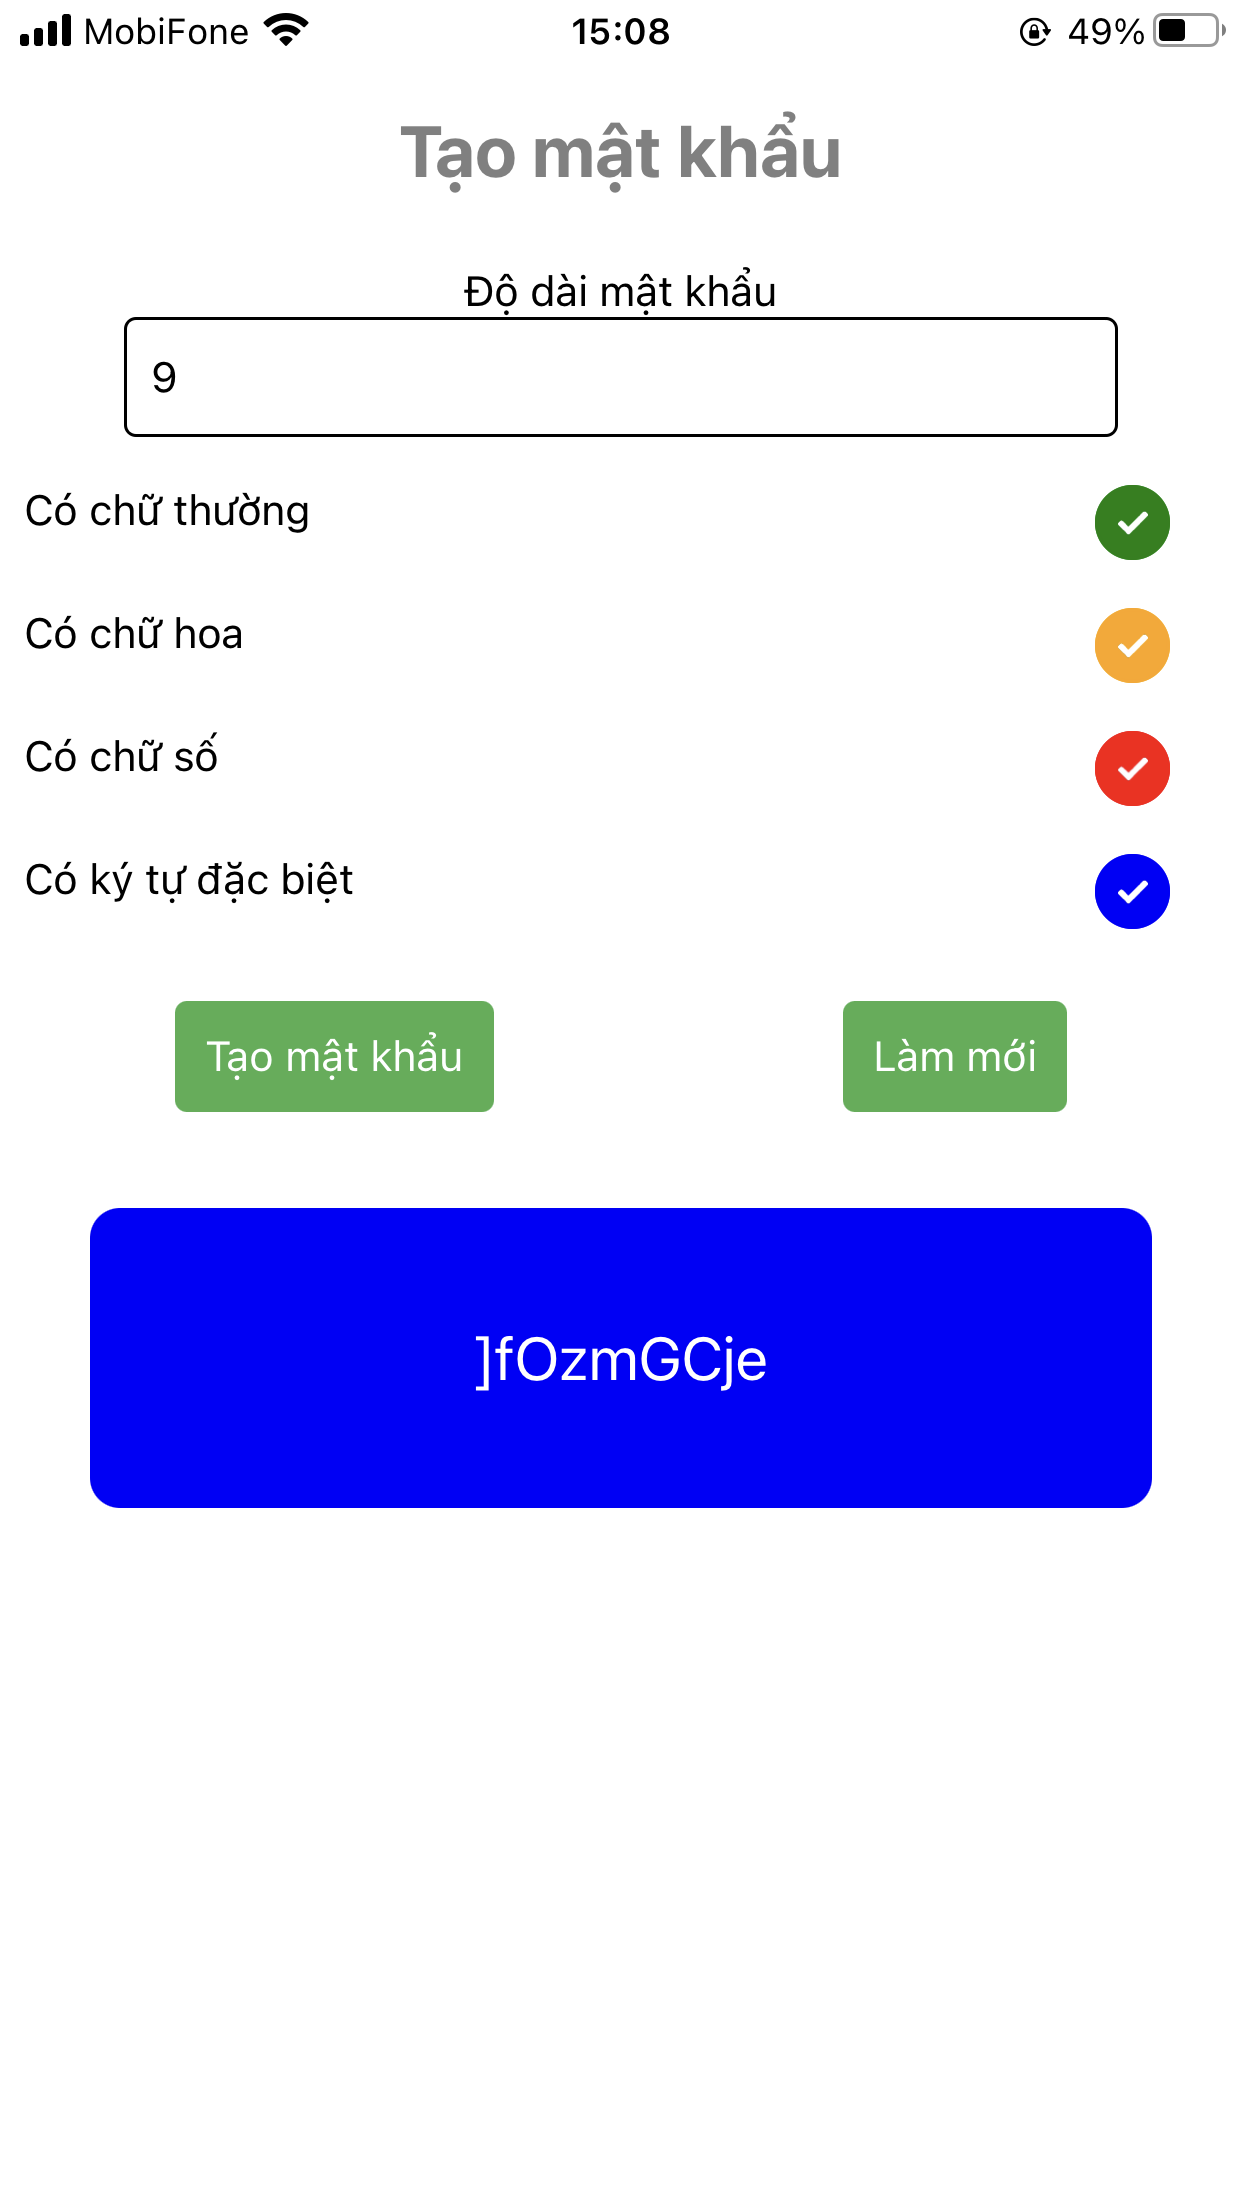 MobiFone 15:08 49%
Tạo mật khẩu
Độ dài mật khẩu
9
Có chữ thường
Có chữ hoa
Có chữ số
Có ký tự đặc biệt
Tạo mật khẩu Làm mới
]fOzmGCje